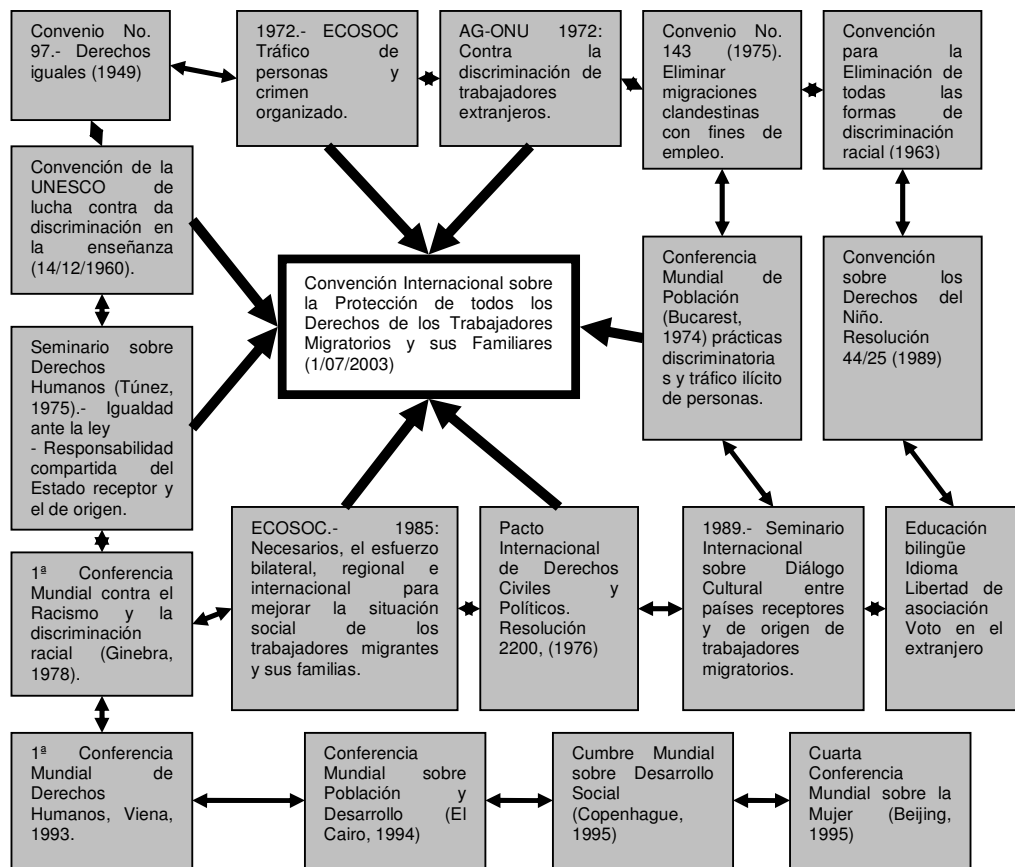 Convenio No.
97.- Derechos
iguales (1949)
1972.- ECOSOC
Tráfico de
personas y
crimen
organizado.
AG-ONU 1972:
Contra la
discriminación de
trabajadores
extranjeros.
Convenio No.
143 (1975).
Eliminar
migraciones
clandestinas
con fines de
empleo.
Convención
para la
Eliminación de
todas las
formas de
discriminación
racial (1963)
Convención de la
UNESCO de
lucha contra da
discriminación en
la enseñanza
(14/12/1960).
Convención Internacional sobre
la Protección de todos los
Derechos de los Trabajadores
Migratorios y sus Familiares
(1/07/2003)
Conferencia
Mundial de
Población
(Bucarest,
1974) prácticas
discriminatoria
s y tráfico ilícito
de personas.
Convención
sobre los
Derechos del
Niño.
Resolución
44/25 (1989)
Seminario sobre
Derechos
Humanos (Túnez,
1975).- Igualdad
ante la ley
- Responsabilidad
compartida del
Estado receptor y
el de origen.
ECOSOC.- 1985:
Necesarios, el esfuerzo
bilateral, regional e
internacional para
mejorar la situación
social de los
trabajadores migrantes
y sus familias.
Pacto
Internacional
de Derechos
Civiles y
Políticos.
Resolución
2200, (1976)
1989.- Seminario
Internacional
sobre Diálogo
Cultural entre
países receptores
y de origen de
trabajadores
migratorios.
Educación
bilingüe
Idioma
Libertad de
asociación
Voto en el
extranjero
1ª Conferencia
Mundial contra el
Racismo y la
discriminación
racial (Ginebra,
1978).
1ª Conferencia
Mundial de
Derechos
Humanos, Viena,
1993.
Conferencia
Mundial sobre
Población y
Desarrollo (El
Cairo, 1994)
Cumbre Mundial
sobre Desarrollo
Social
(Copenhague,
1995)
Cuarta
Conferencia
Mundial sobre la
Mujer (Beijing,
1995)